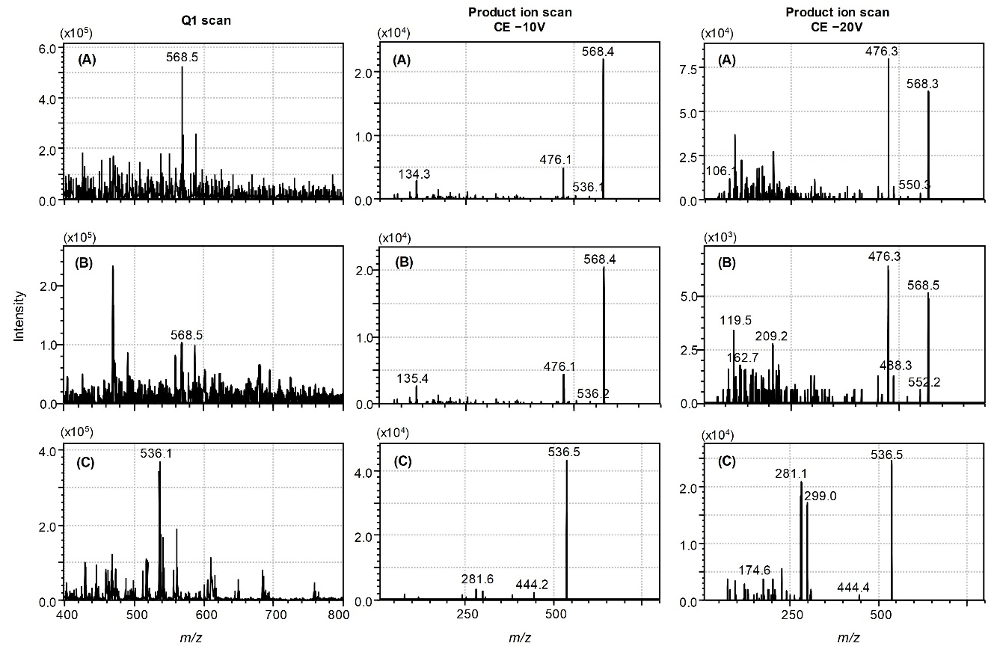 Q1 scan
Product ion scan
CE −10V
Product ion scan
CE −20V
(x10⁵)
6.0
4.0
2.0
0.0
(A)
568.5
(x10⁴)
2.0
1.0
0.0
(A)
568.4
476.1
134.3
536.1
(x10⁴)
7.5
5.0
2.5
0.0
(A)
476.3
568.3
106.1
550.3
Intensity
(x10⁵)
2.0
1.0
0.0
(B)
568.5
(x10⁴)
2.0
1.0
0.0
(B)
568.4
476.1
135.4
536.2
(x10³)
5.0
2.5
0.0
(B)
476.3
568.5
119.5
209.2
162.7
488.3
552.2
(x10⁵)
4.0
2.0
0.0
(C)
536.1
400 500 600 700 800
m/z
(x10⁴)
4.0
2.0
0.0
(C)
536.5
281.6
444.2
250 500
m/z
(x10⁴)
2.0
1.0
0.0
(C)
536.5
281.1
299.0
174.6
444.4
250 500
m/z